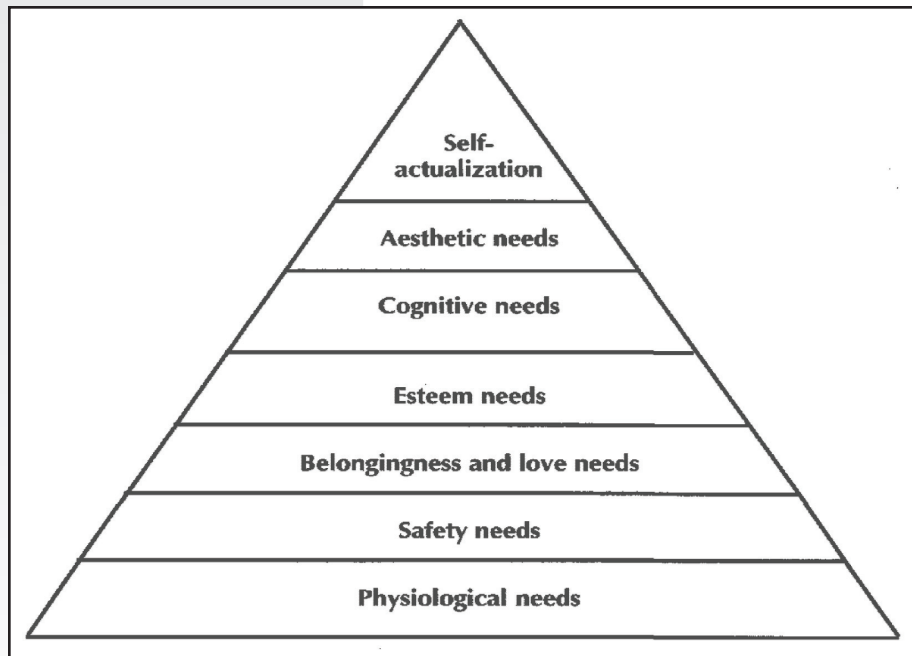 Self-
actualization
Aesthetic needs
Cognitive needs
Esteem needs
Belongingness and love needs
Safety needs
Physiological needs